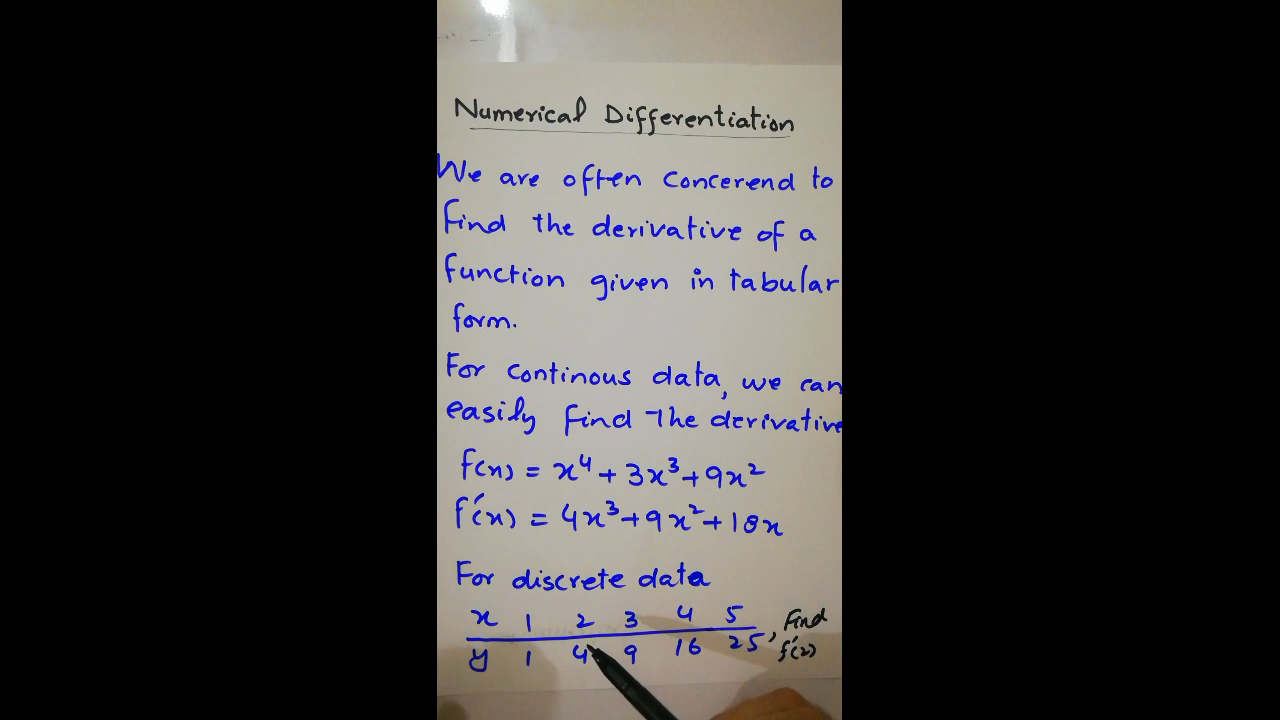 Numerical Differentiation
We are often concerend to
find the derivative of a
function given in tabular
form.
For continous data, we can
easily find the derivative
f(x) = x⁴ + 3x³ + 9x²
f'(x) = 4x³ + 9x² + 18x
For discrete data
x 1 2 3 4 5 , Find
y 1 4 9 16 25 f'(2)